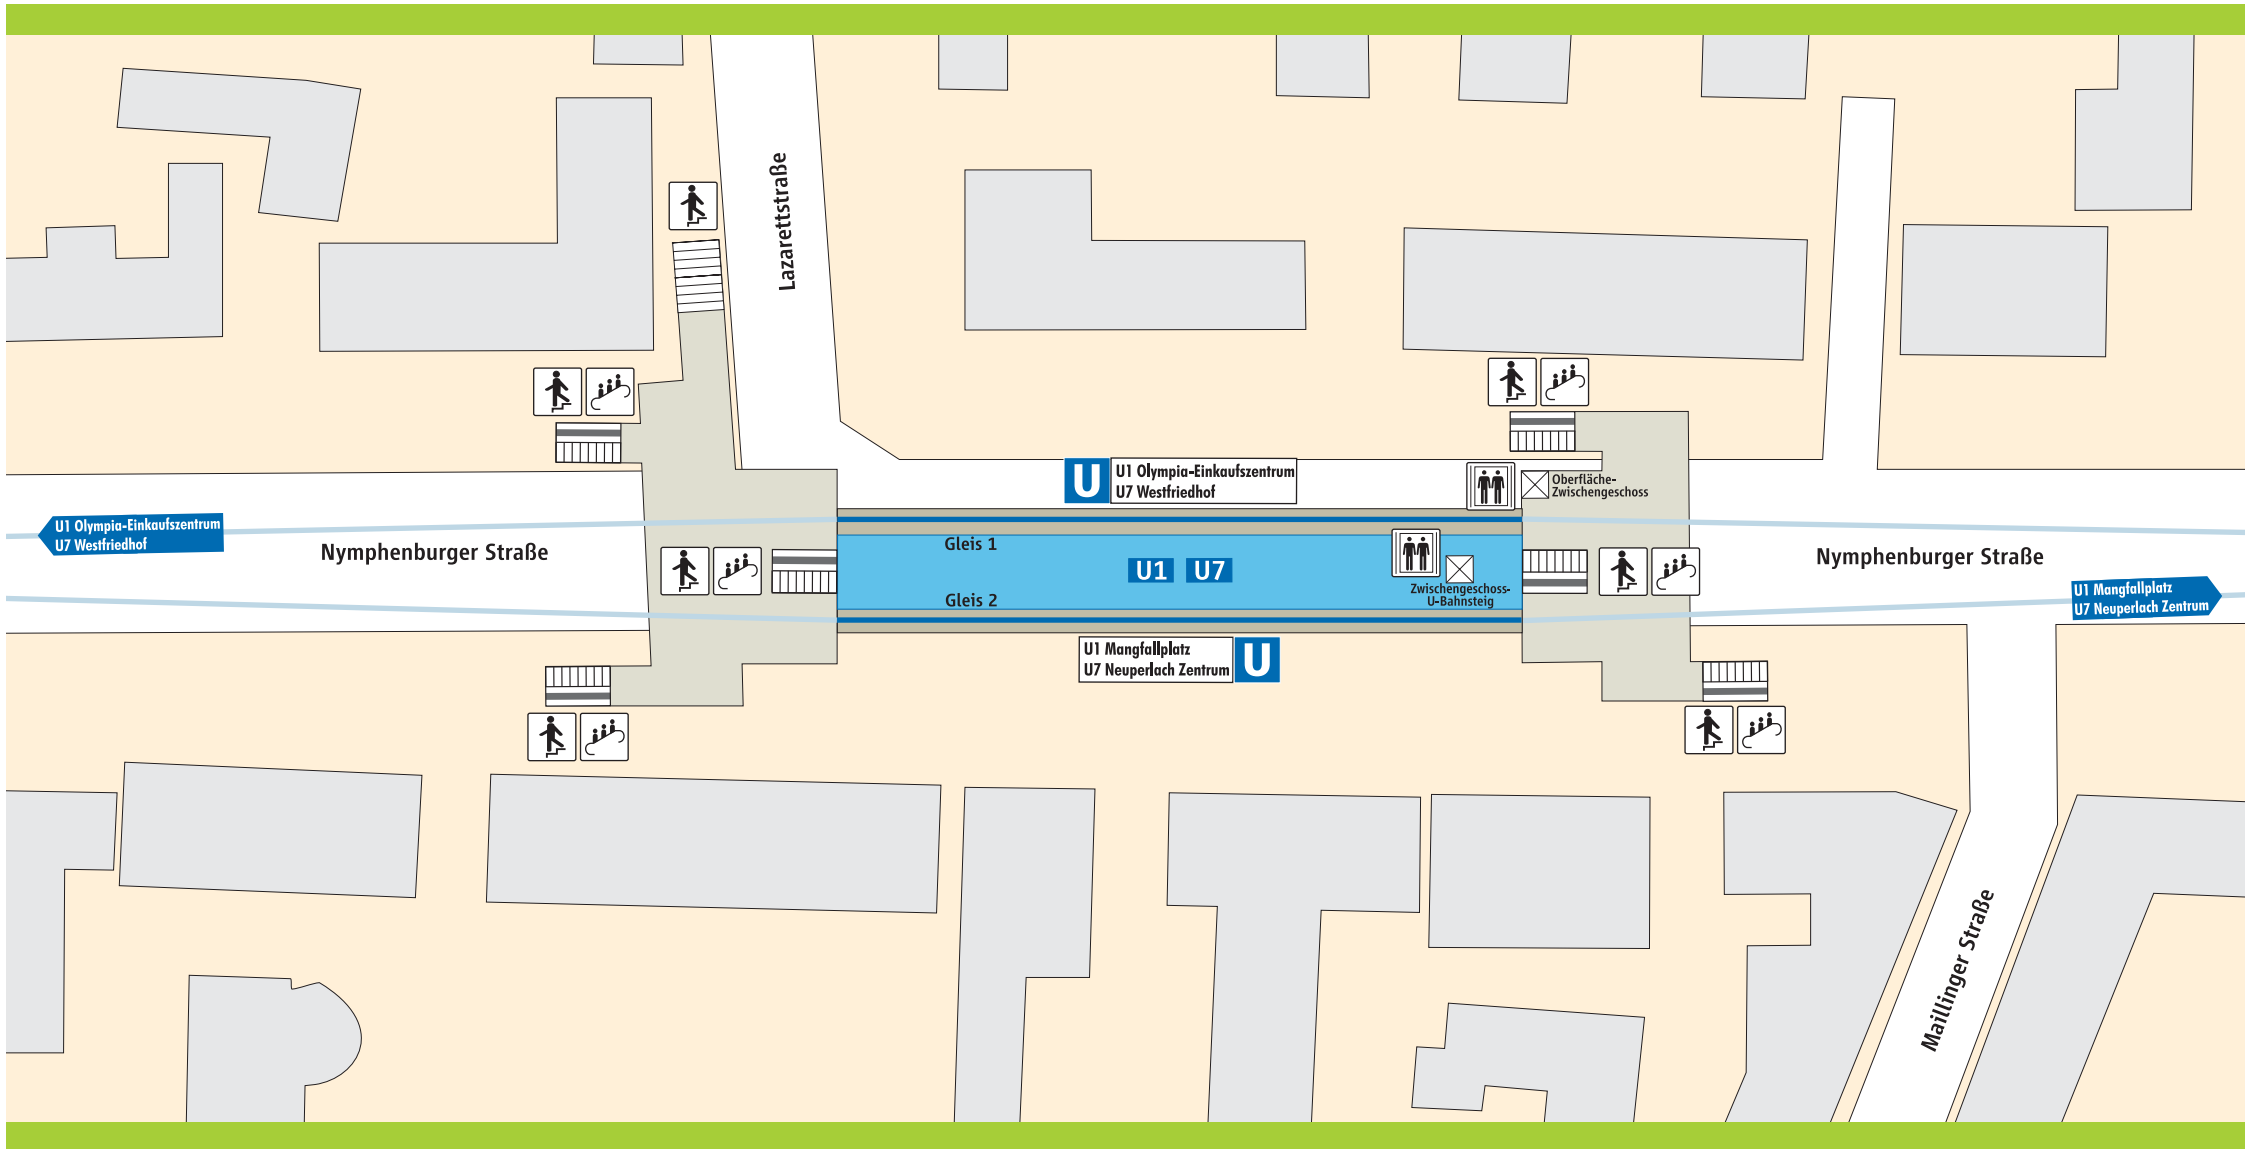 Lazarettstraße
U
U1 Olympia-Einkaufszentrum
U7 Westfriedhof
Oberfläche-
Zwischengeschoss
U1 Olympia-Einkaufszentrum
U7 Westfriedhof
Nymphenburger Straße
Gleis 1
U1 U7
Gleis 2
Zwischengeschoss-
U-Bahnsteig
Nymphenburger Straße
U1 Mangfallplatz
U7 Neuperlach Zentrum
U1 Mangfallplatz
U7 Neuperlach Zentrum
U
Maillinger Straße